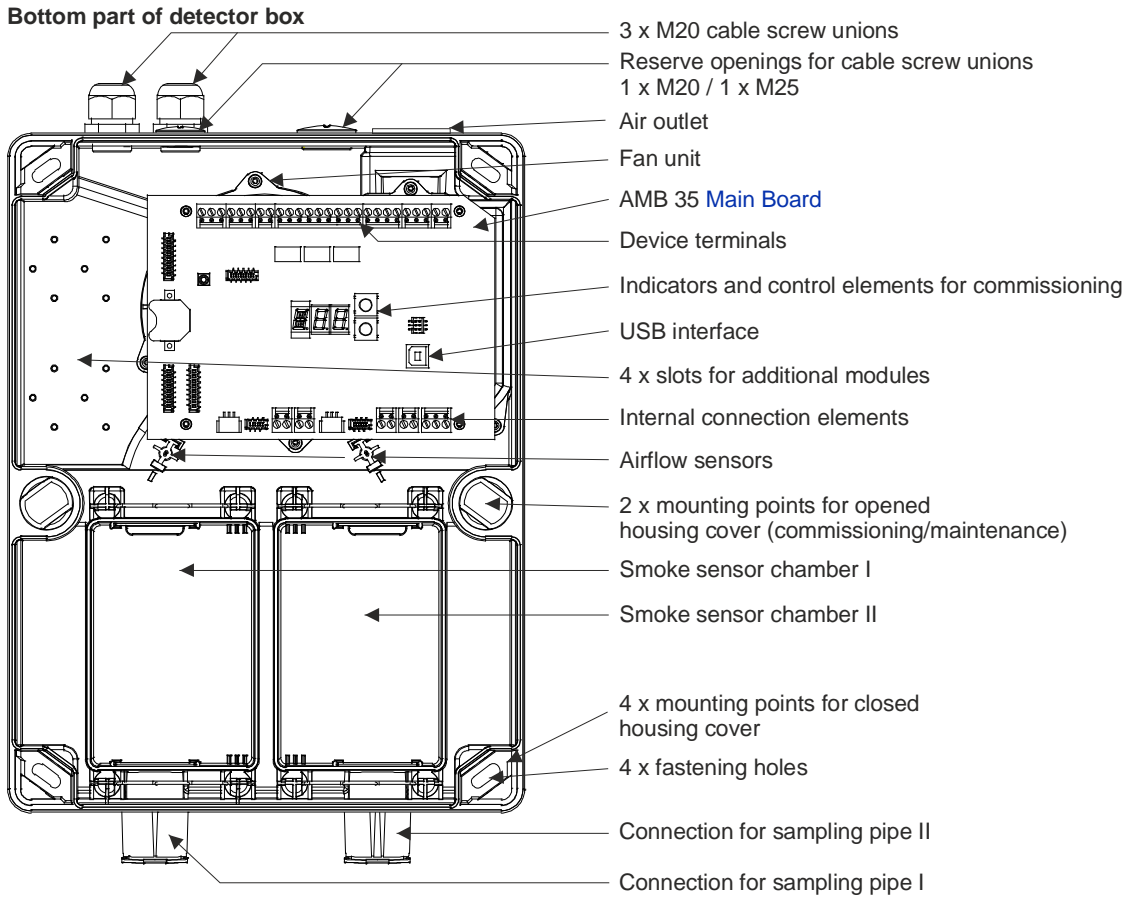 Bottom part of detector box
3 x M20 cable screw unions
Reserve openings for cable screw unions
1 x M20 / 1 x M25
Air outlet
Fan unit
AMB 35 Main Board
Device terminals
Indicators and control elements for commissioning
USB interface
4 x slots for additional modules
Internal connection elements
Airflow sensors
2 x mounting points for opened
housing cover (commissioning/maintenance)
Smoke sensor chamber I
Smoke sensor chamber II
4 x mounting points for closed
housing cover
4 x fastening holes
Connection for sampling pipe II
Connection for sampling pipe I